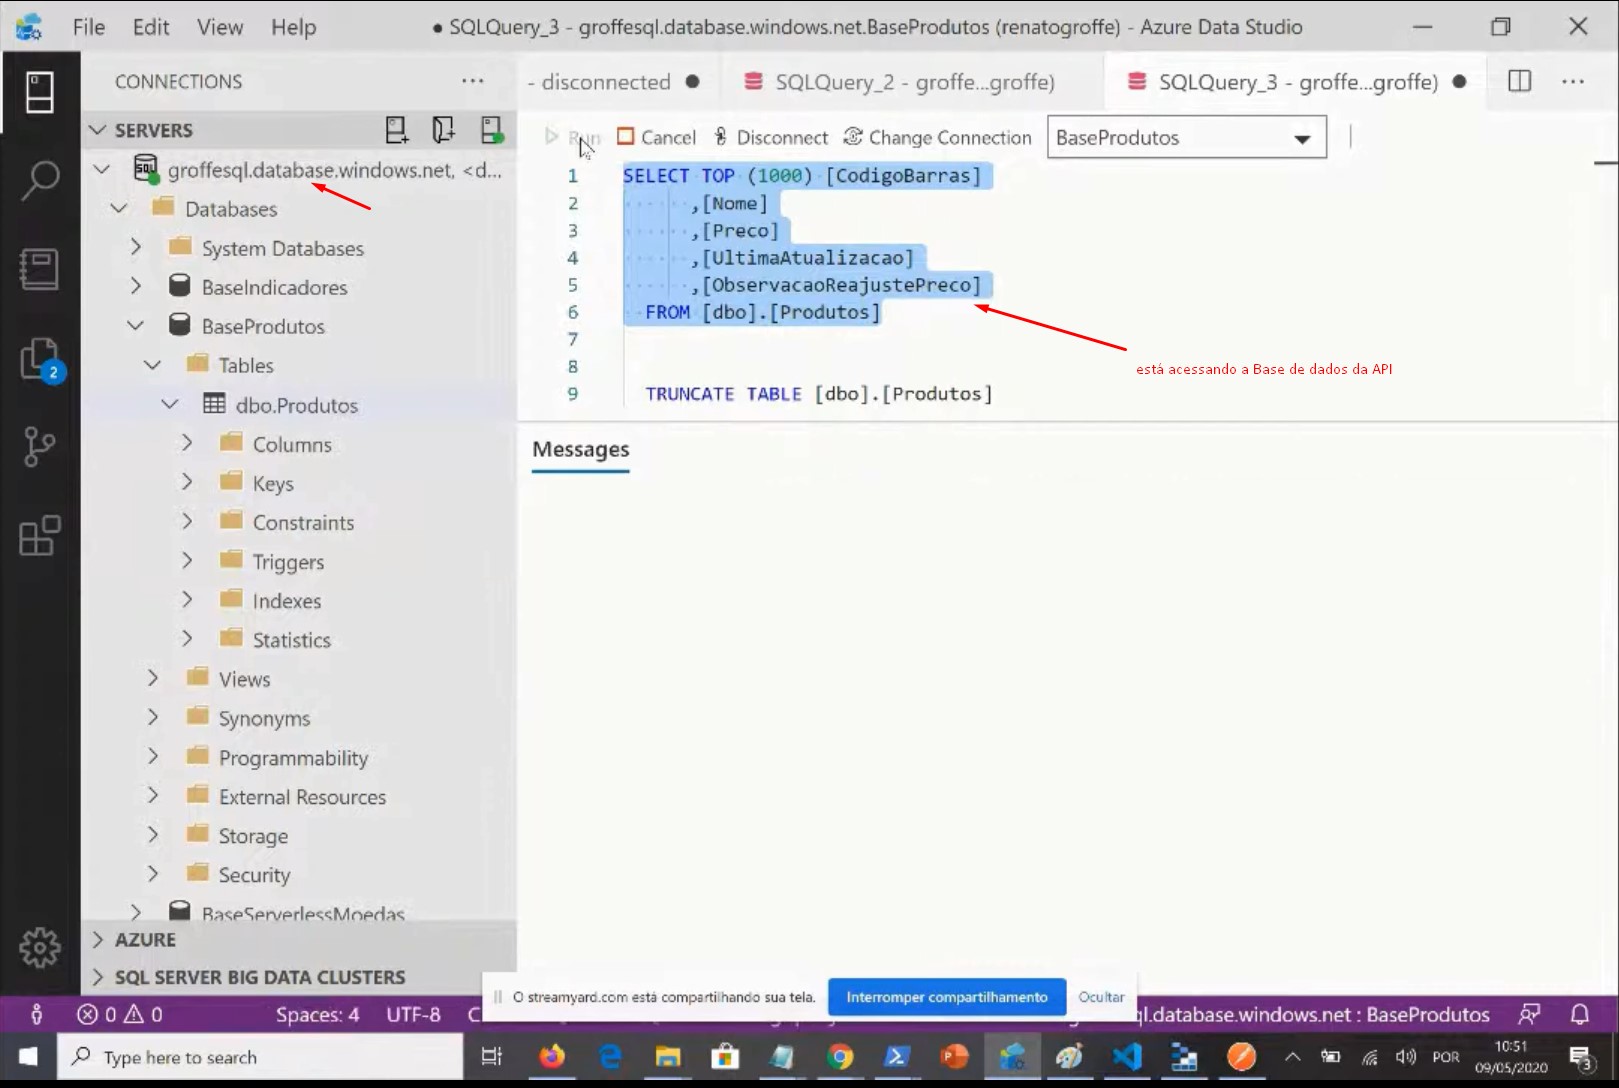 File Edit View Help ● SQLQuery_3 - groffesql.database.windows.net.BaseProdutos (renatogroffe) - Azure Data Studio
CONNECTIONS
- disconnected
SQLQuery_2 - groffe...groffe)
SQLQuery_3 - groffe...groffe)
SERVERS
Run Cancel Disconnect Change Connection BaseProdutos
groffesql.database.windows.net, <d...
Databases
System Databases
BaseIndicadores
BaseProdutos
Tables
dbo.Produtos
Columns
Keys
Constraints
Triggers
Indexes
Statistics
Views
Synonyms
Programmability
External Resources
Storage
Security
BaseServerlessMoedas
AZURE
SQL SERVER BIG DATA CLUSTERS
1 SELECT TOP (1000) [CodigoBarras]
2 ,[Nome]
3 ,[Preco]
4 ,[UltimaAtualizacao]
5 ,[ObservacaoReajustePreco]
6 FROM [dbo].[Produtos]
7
8
9 TRUNCATE TABLE [dbo].[Produtos]
está acessando a Base de dados da API
Messages
2
O streamyard.com está compartilhando sua tela. Interromper compartilhamento Ocultar
0 0 Spaces: 4 UTF-8 l.database.windows.net : BaseProdutos
Type here to search
POR
10:51
09/05/2020
3